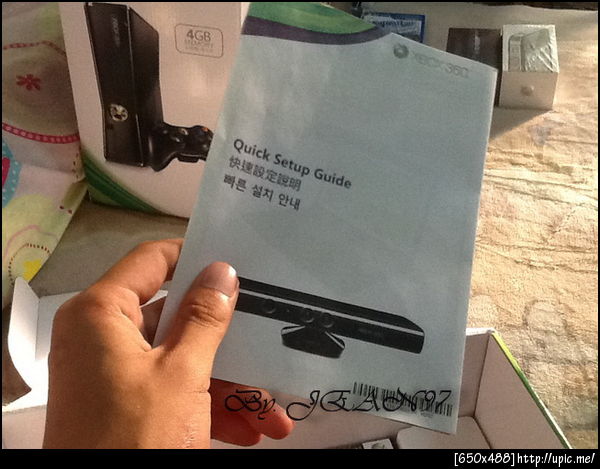 4GB
MEMORY
XBOX 360
Quick Setup Guide
快速設定說明
빠른 설치 안내
By. JEAN97
[650x488]http://upic.me/